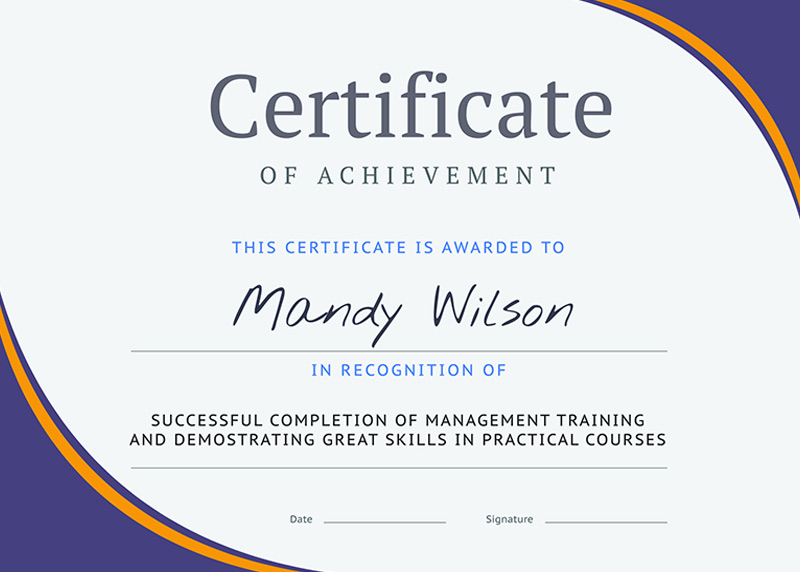 Certificate
OF ACHIEVEMENT
THIS CERTIFICATE IS AWARDED TO
Mandy Wilson
IN RECOGNITION OF
SUCCESSFUL COMPLETION OF MANAGEMENT TRAINING
AND DEMOSTRATING GREAT SKILLS IN PRACTICAL COURSES
Date Signature